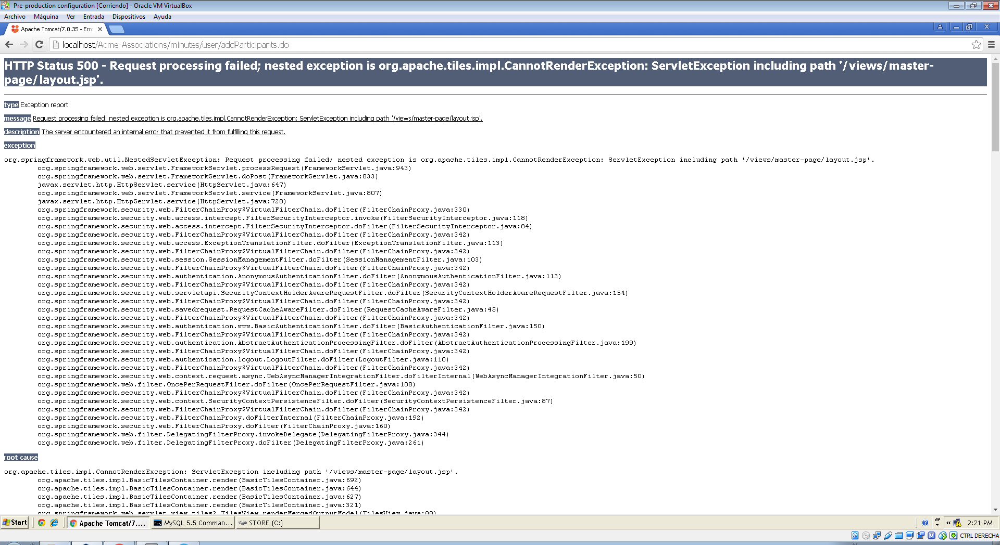 Pre-production configuration [Corriendo] - Oracle VM VirtualBox
Archivo Máquina Ver Entrada Dispositivos Ayuda
Apache Tomcat/7.0.35 - Erro
localhost/Acme-Associations/minutes/user/addParticipants.do
HTTP Status 500 - Request processing failed; nested exception is org.apache.tiles.impl.CannotRenderException: ServletException including path '/views/master-
page/layout.jsp'.
type Exception report
message Request processing failed; nested exception is org.apache.tiles.impl.CannotRenderException: ServletException including path '/views/master-page/layout.jsp'.
description The server encountered an internal error that prevented it from fulfilling this request.
exception
org.springframework.web.util.NestedServletException: Request processing failed; nested exception is org.apache.tiles.impl.CannotRenderException: ServletException including path '/views/master-page/layout.jsp'.
org.springframework.web.servlet.FrameworkServlet.processRequest(FrameworkServlet.java:943)
org.springframework.web.servlet.FrameworkServlet.doPost(FrameworkServlet.java:833)
javax.servlet.http.HttpServlet.service(HttpServlet.java:647)
org.springframework.web.servlet.FrameworkServlet.service(FrameworkServlet.java:807)
javax.servlet.http.HttpServlet.service(HttpServlet.java:728)
org.springframework.security.web.FilterChainProxy$VirtualFilterChain.doFilter(FilterChainProxy.java:330)
org.springframework.security.web.access.intercept.FilterSecurityInterceptor.invoke(FilterSecurityInterceptor.java:118)
org.springframework.security.web.access.intercept.FilterSecurityInterceptor.doFilter(FilterSecurityInterceptor.java:84)
org.springframework.security.web.FilterChainProxy$VirtualFilterChain.doFilter(FilterChainProxy.java:342)
org.springframework.security.web.access.ExceptionTranslationFilter.doFilter(ExceptionTranslationFilter.java:113)
org.springframework.security.web.FilterChainProxy$VirtualFilterChain.doFilter(FilterChainProxy.java:342)
org.springframework.security.web.session.SessionManagementFilter.doFilter(SessionManagementFilter.java:103)
org.springframework.security.web.FilterChainProxy$VirtualFilterChain.doFilter(FilterChainProxy.java:342)
org.springframework.security.web.authentication.AnonymousAuthenticationFilter.doFilter(AnonymousAuthenticationFilter.java:113)
org.springframework.security.web.FilterChainProxy$VirtualFilterChain.doFilter(FilterChainProxy.java:342)
org.springframework.security.web.servletapi.SecurityContextHolderAwareRequestFilter.doFilter(SecurityContextHolderAwareRequestFilter.java:154)
org.springframework.security.web.FilterChainProxy$VirtualFilterChain.doFilter(FilterChainProxy.java:342)
org.springframework.security.web.savedrequest.RequestCacheAwareFilter.doFilter(RequestCacheAwareFilter.java:45)
org.springframework.security.web.FilterChainProxy$VirtualFilterChain.doFilter(FilterChainProxy.java:342)
org.springframework.security.web.authentication.www.BasicAuthenticationFilter.doFilter(BasicAuthenticationFilter.java:150)
org.springframework.security.web.FilterChainProxy$VirtualFilterChain.doFilter(FilterChainProxy.java:342)
org.springframework.security.web.authentication.AbstractAuthenticationProcessingFilter.doFilter(AbstractAuthenticationProcessingFilter.java:199)
org.springframework.security.web.FilterChainProxy$VirtualFilterChain.doFilter(FilterChainProxy.java:342)
org.springframework.security.web.authentication.logout.LogoutFilter.doFilter(LogoutFilter.java:110)
org.springframework.security.web.FilterChainProxy$VirtualFilterChain.doFilter(FilterChainProxy.java:342)
org.springframework.security.web.context.request.async.WebAsyncManagerIntegrationFilter.doFilterInternal(WebAsyncManagerIntegrationFilter.java:50)
org.springframework.web.filter.OncePerRequestFilter.doFilter(OncePerRequestFilter.java:108)
org.springframework.security.web.FilterChainProxy$VirtualFilterChain.doFilter(FilterChainProxy.java:342)
org.springframework.security.web.context.SecurityContextPersistenceFilter.doFilter(SecurityContextPersistenceFilter.java:87)
org.springframework.security.web.FilterChainProxy$VirtualFilterChain.doFilter(FilterChainProxy.java:342)
org.springframework.security.web.FilterChainProxy.doFilterInternal(FilterChainProxy.java:192)
org.springframework.security.web.FilterChainProxy.doFilter(FilterChainProxy.java:160)
org.springframework.web.filter.DelegatingFilterProxy.invokeDelegate(DelegatingFilterProxy.java:344)
org.springframework.web.filter.DelegatingFilterProxy.doFilter(DelegatingFilterProxy.java:261)
root cause
org.apache.tiles.impl.CannotRenderException: ServletException including path '/views/master-page/layout.jsp'.
org.apache.tiles.impl.BasicTilesContainer.render(BasicTilesContainer.java:692)
org.apache.tiles.impl.BasicTilesContainer.render(BasicTilesContainer.java:644)
org.apache.tiles.impl.BasicTilesContainer.render(BasicTilesContainer.java:627)
org.apache.tiles.impl.BasicTilesContainer.render(BasicTilesContainer.java:321)
org.springframework.web.servlet.view.tiles2.TilesView.renderMergedOutputModel(TilesView.java:88)
Start Apache Tomcat/7.... MySQL 5.5 Comman... STORE (C:) « 2:21 PM
CTRL DERECHA